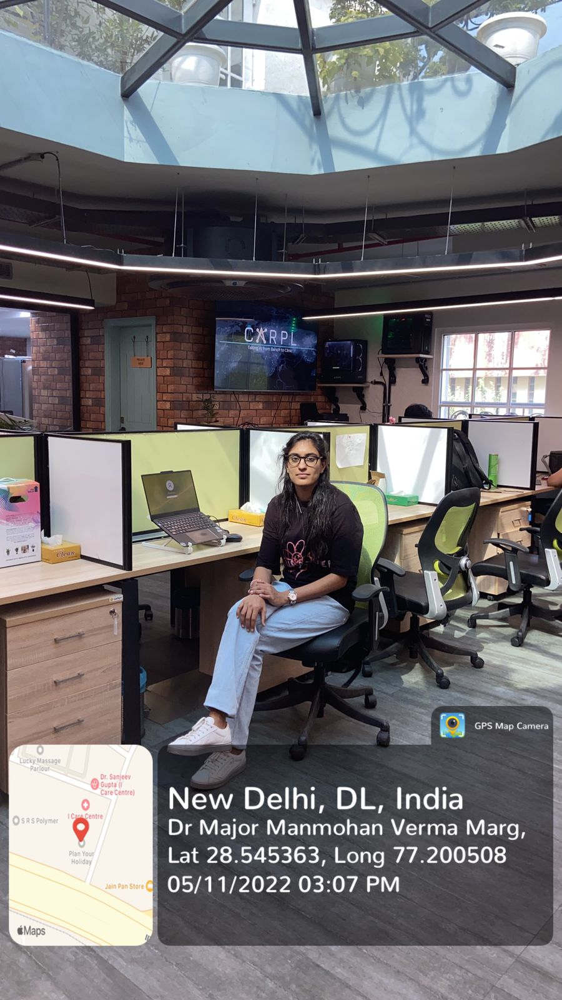 CARPL
Taking AI from Bench to Clinic
Clean
Clean
GPS Map Camera
Lucky Massage
Parlour
Dr. Sanjeev
Gupta (I
Care Centre)
I Care Centre
S R S Polymer
Plan Your
Holiday
Jain Pan Store
Maps
New Delhi, DL, India
Dr Major Manmohan Verma Marg,
Lat 28.545363, Long 77.200508
05/11/2022 03:07 PM